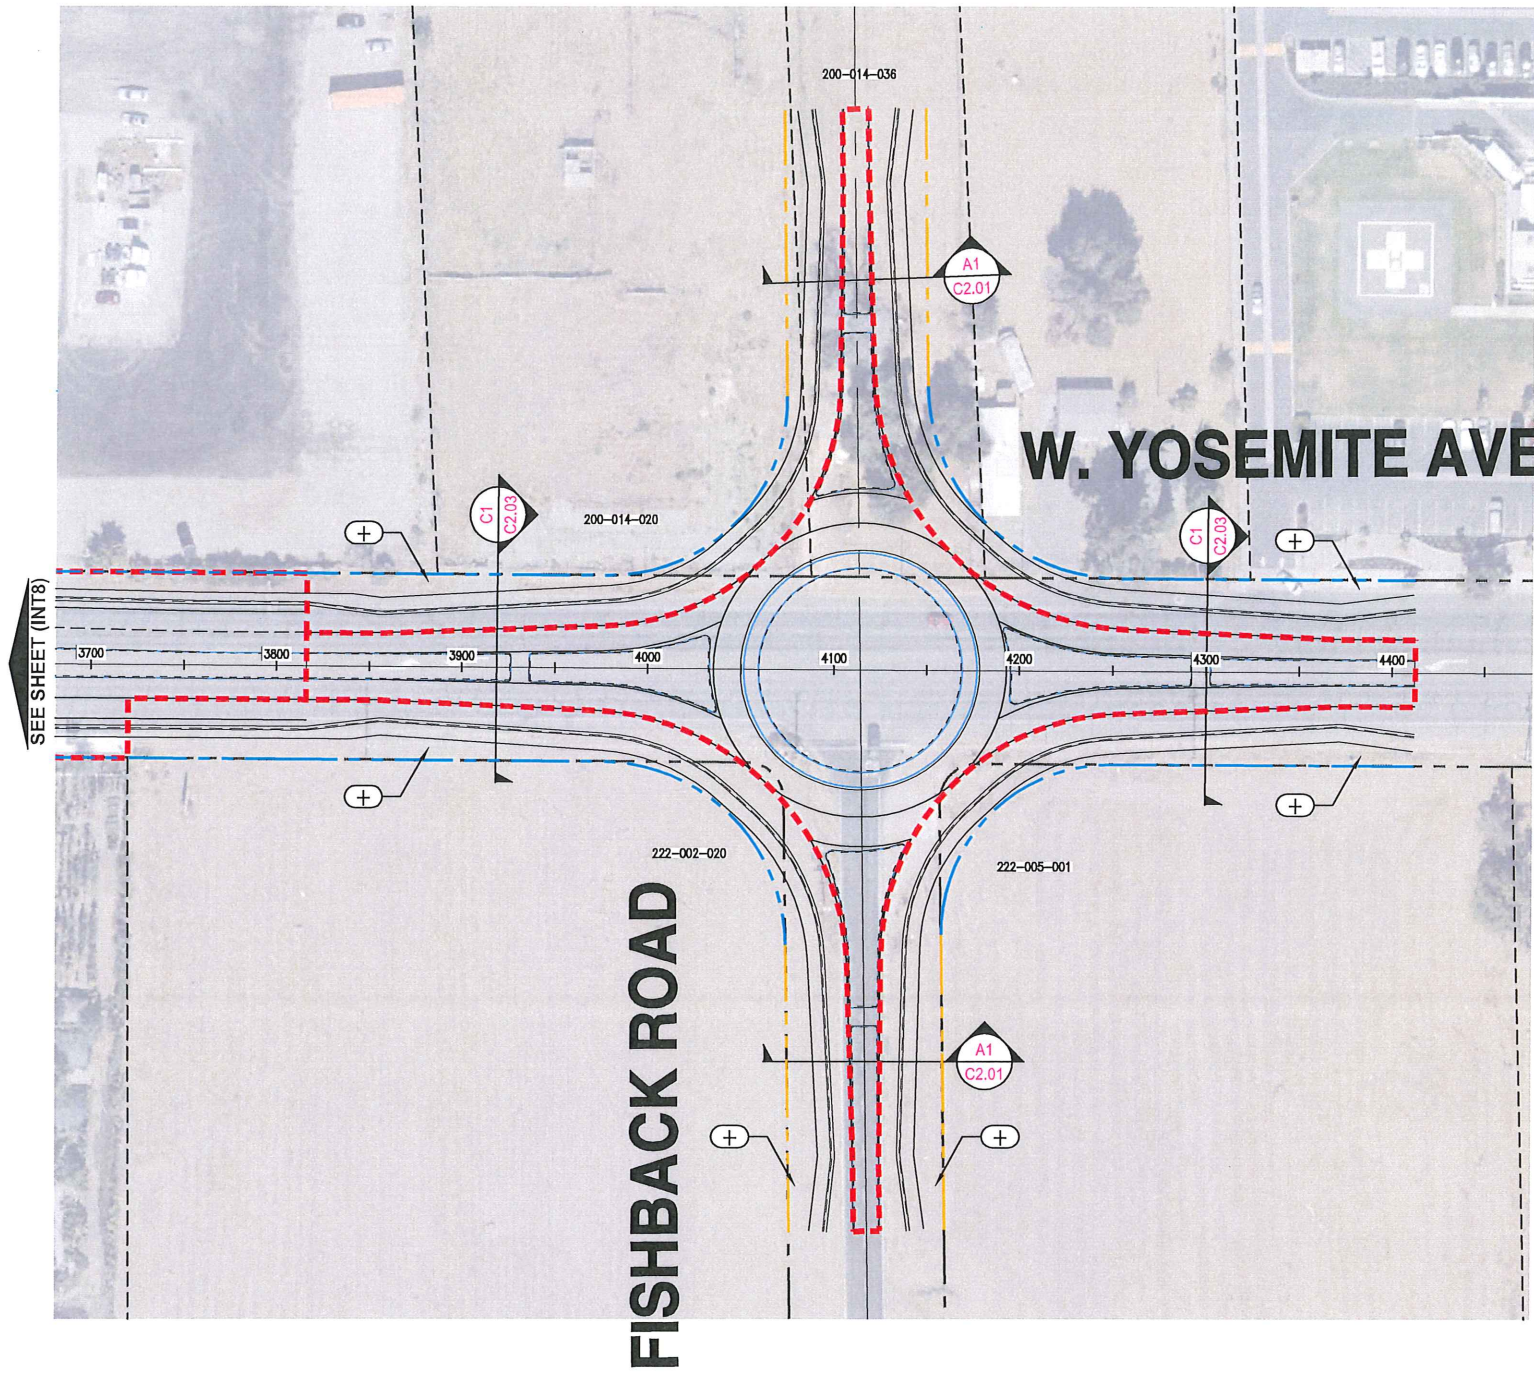 200-014-036
A1
C2.01
W. YOSEMITE AVE
C1
C2.03
200-014-020
C1
C2.03
+
+
SEE SHEET (INT8)
3700
3800
3900
4000
4100
4200
4300
4400
H
+
+
222-002-020
222-005-001
FISHBACK ROAD
A1
C2.01
+
+